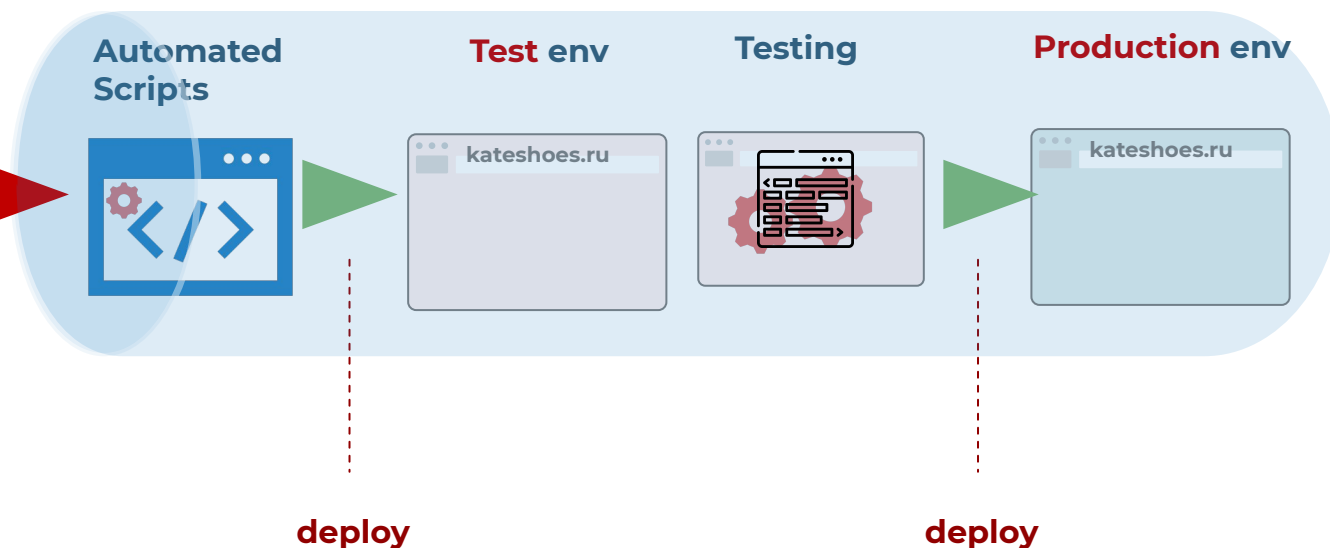 Automated
Scripts
Test env
Testing
Production env
kateshoes.ru
kateshoes.ru
deploy
deploy